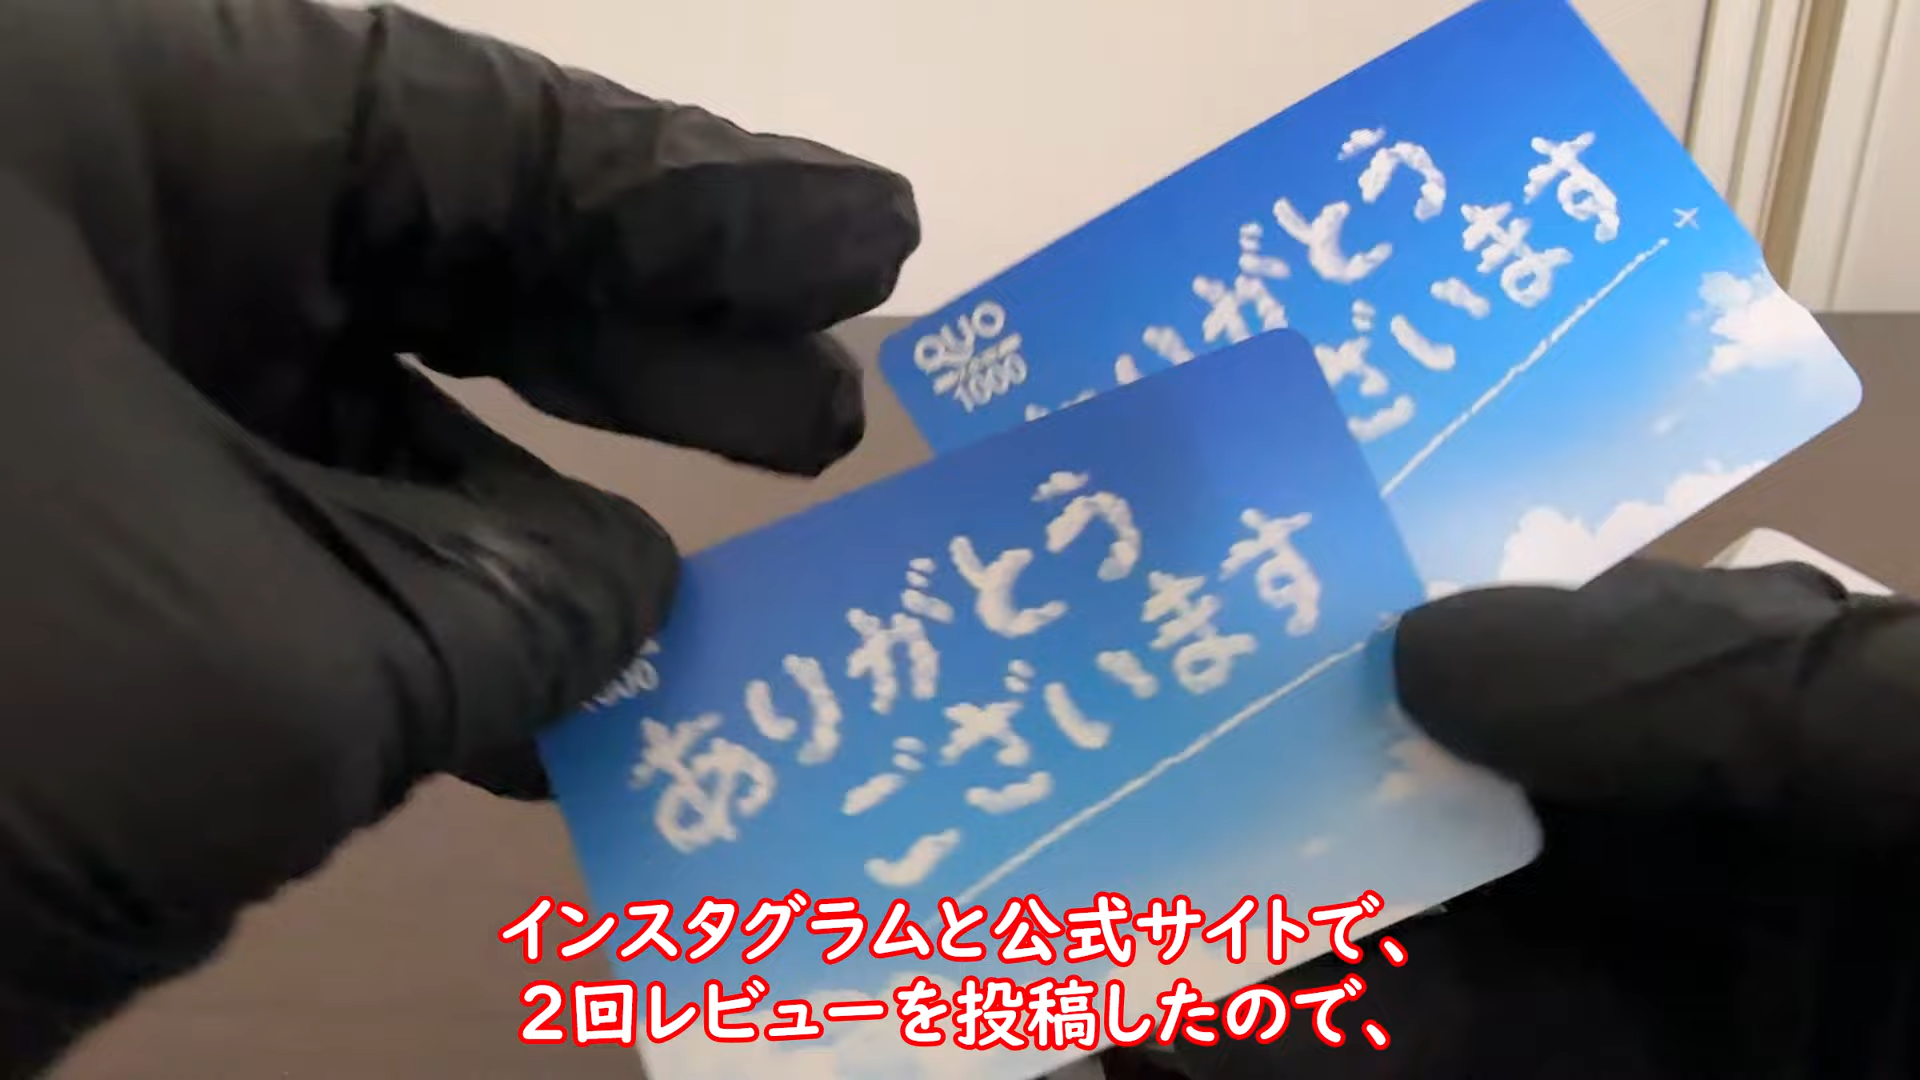 QUO
1000
ありがとう
ございます
ありがとう
ございます
インスタグラムと公式サイトで、
２回レビューを投稿したので、